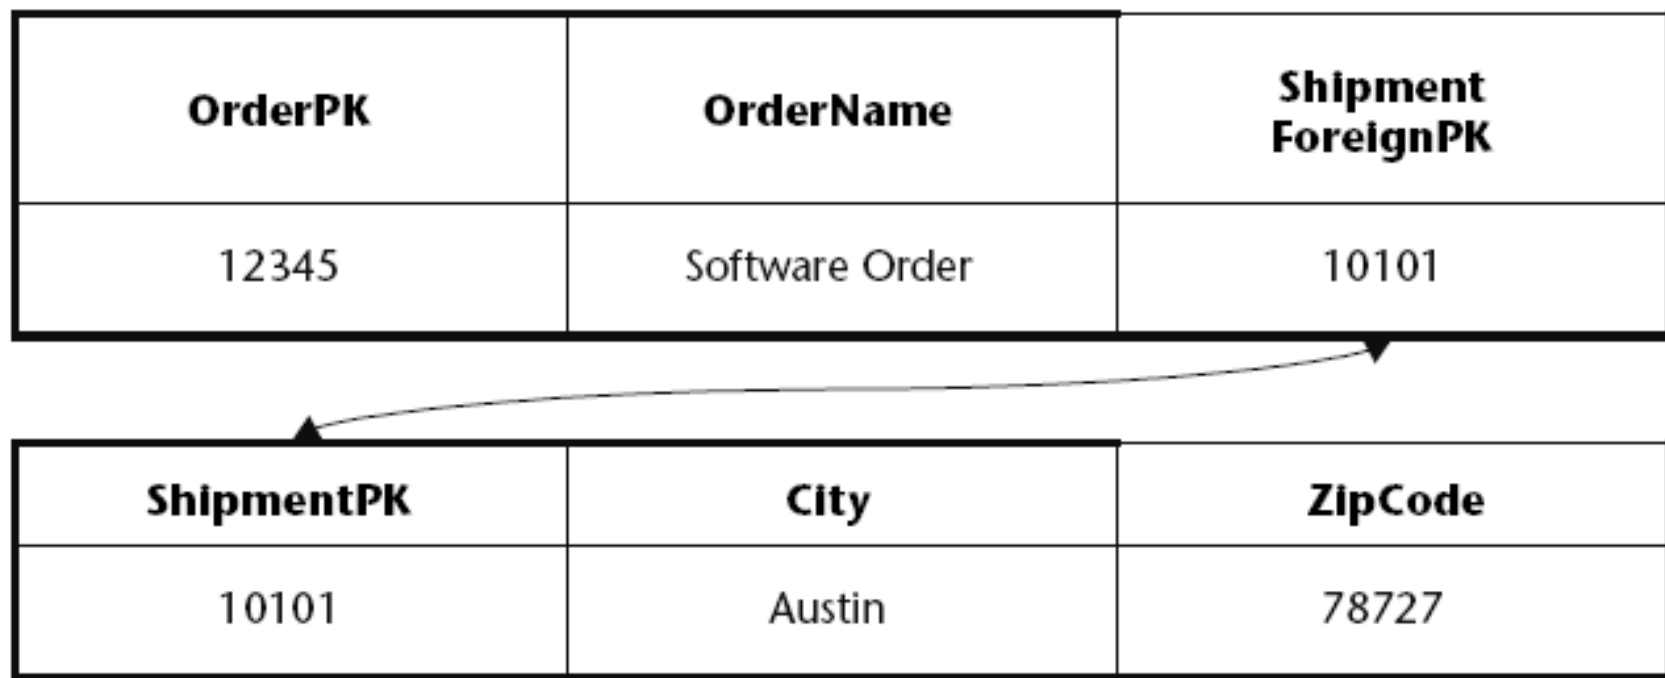 OrderPK OrderName Shipment
ForeignPK
12345 Software Order 10101
ShipmentPK City ZipCode
10101 Austin 78727